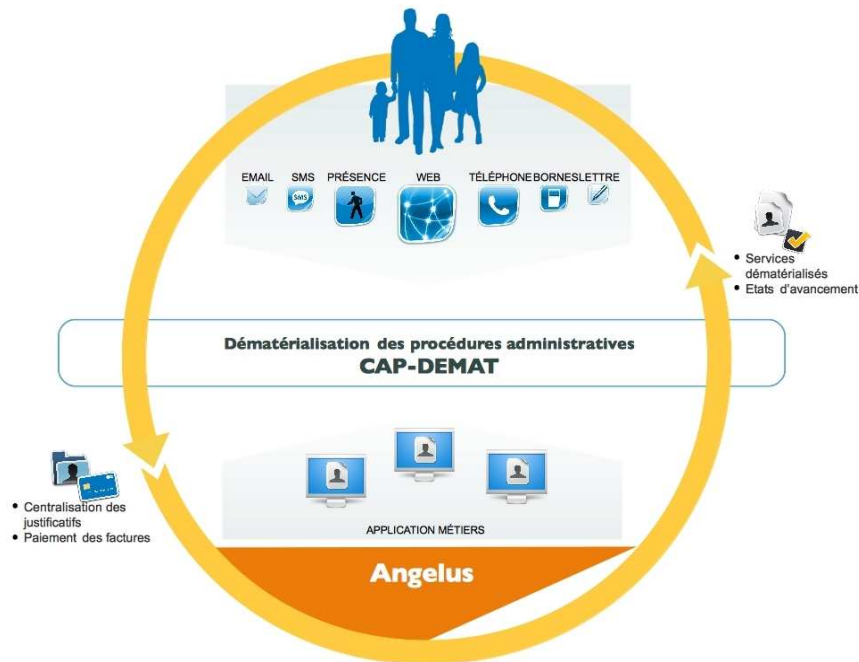 EMAIL SMS PRÉSENCE WEB TÉLÉPHONE BORNES LETTRE
SMS
• Services
dématérialisés
• Etats d'avancement
Dématérialisation des procédures administratives
CAP-DEMAT
• Centralisation des
justificatifs
• Paiement des factures
APPLICATION MÉTIERS
Angelus